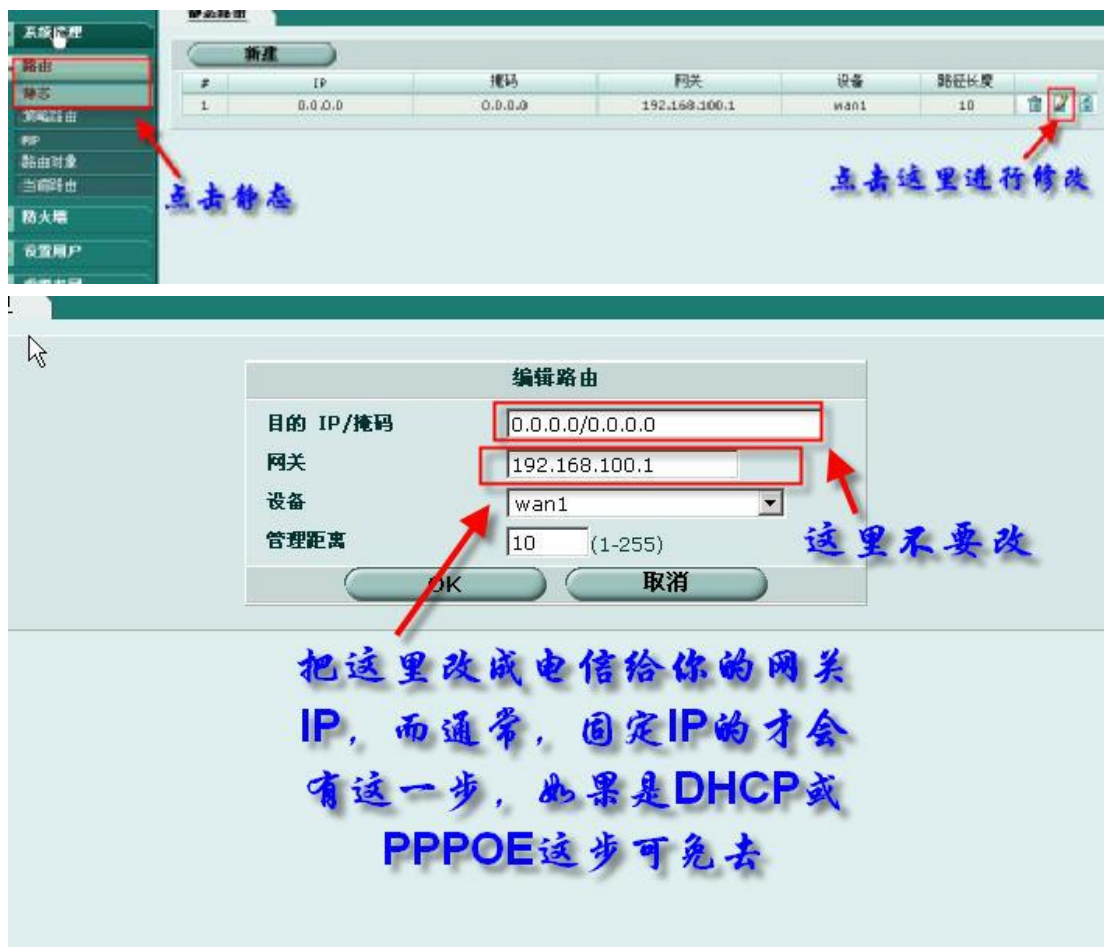 静态路由
系统管理
路由
静态
策略路由
RIP
路由对象
当前路由
防火墙
设置用户
新建
# IP 掩码 网关 设备 路径长度
1 0.0.0.0 0.0.0.0 192.168.100.1 wan1 10
点击静态
点击这里进行修改
编辑路由
目的 IP/掩码 0.0.0.0/0.0.0.0
网关 192.168.100.1
设备 wan1
管理距离 10 (1-255)
OK 取消
这里不要改
把这里改成电信给你的网关
IP，而通常，固定IP的才会
有这一步，如果是DHCP或
PPPOE这步可免去